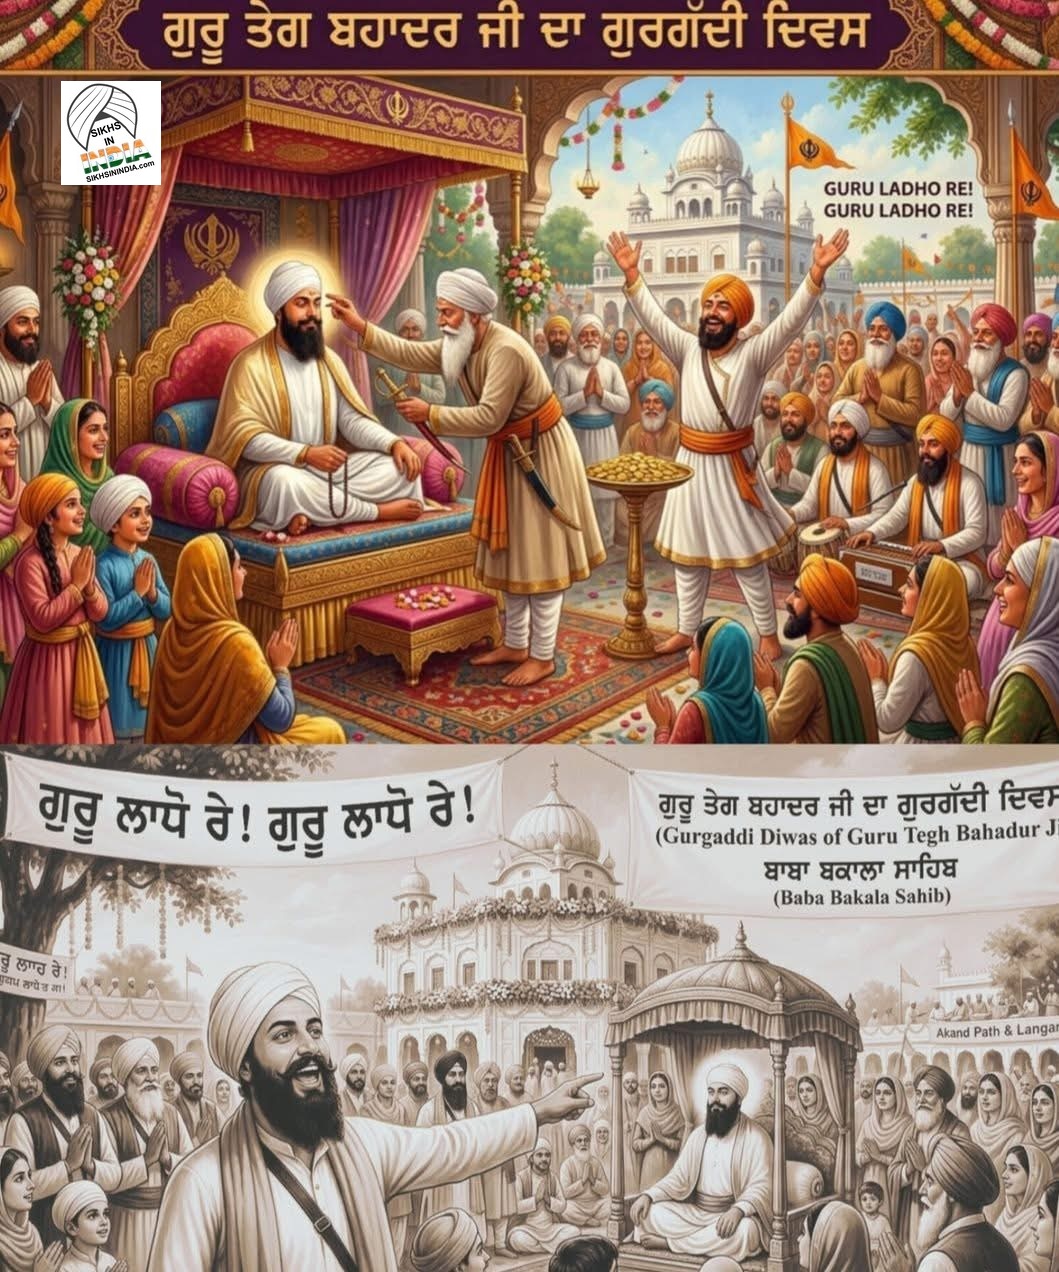 ਗੁਰੂ ਤੇਗ ਬਹਾਦਰ ਜੀ ਦਾ ਗੁਰਗੱਦੀ ਦਿਵਸ
SIKHS
IN
INDIA
SIKHSININDIA.com
GURU LADHO RE!
GURU LADHO RE!
ਗੁਰੂ ਲਾਧੋ ਰੇ! ਗੁਰੂ ਲਾਧੋ ਰੇ!
ਗੁਰੂ ਤੇਗ ਬਹਾਦਰ ਜੀ ਦਾ ਗੁਰਗੱਦੀ ਦਿਵਸ
(Gurgaddi Diwas of Guru Tegh Bahadur Ji
ਬਾਬਾ ਬਕਾਲਾ ਸਾਹਿਬ
(Baba Bakala Sahib)
ਰੇ!
Akand Path & Langar